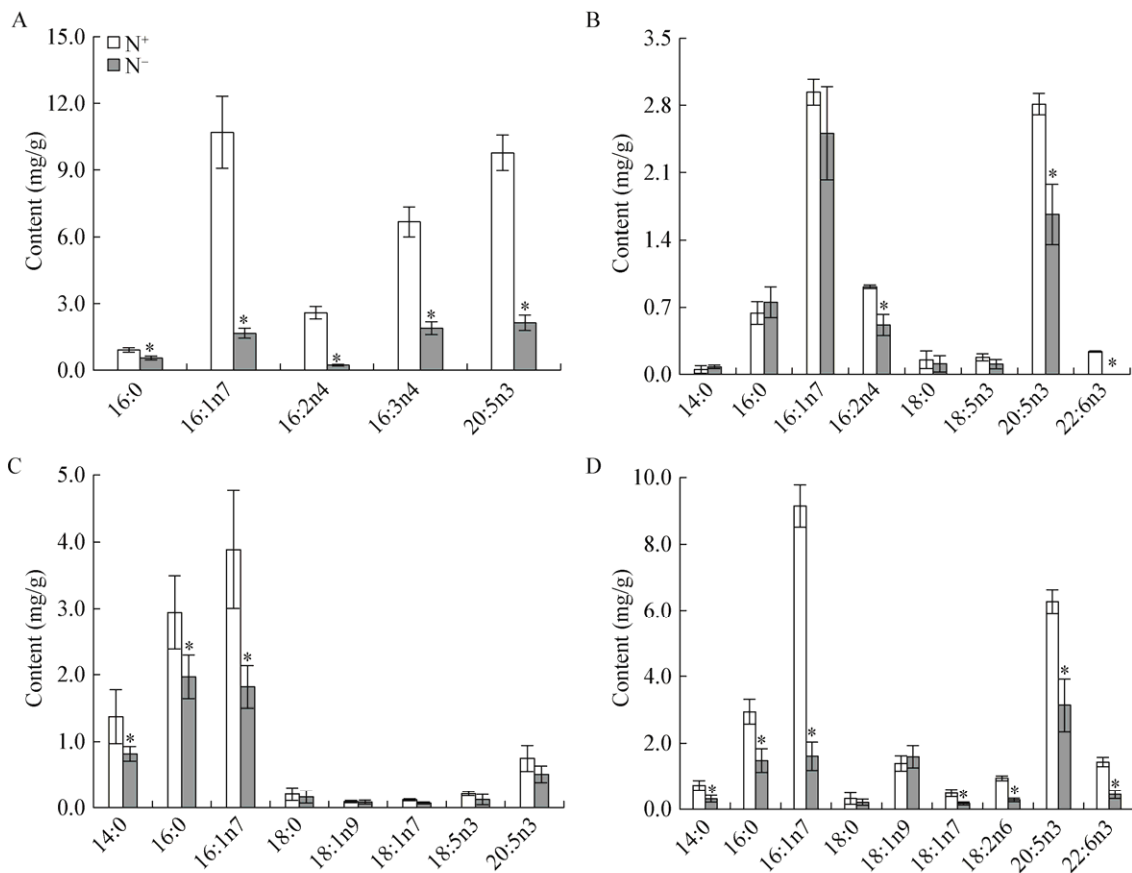 A
Content (mg/g)
15.0
12.0
9.0
6.0
3.0
0.0
N⁺
N⁻
*
*
*
*
*
16:0
16:1n7
16:2n4
16:3n4
20:5n3
B
Content (mg/g)
3.5
2.8
2.1
1.4
0.7
0.0
*
*
*
14:0
16:0
16:1n7
16:2n4
18:0
18:5n3
20:5n3
22:6n3
C
Content (mg/g)
5.0
4.0
3.0
2.0
1.0
0.0
*
*
*
14:0
16:0
16:1n7
18:0
18:1n9
18:1n7
18:5n3
20:5n3
D
Content (mg/g)
10.0
8.0
6.0
4.0
2.0
0.0
*
*
*
*
*
*
*
14:0
16:0
16:1n7
18:0
18:1n9
18:1n7
18:2n6
20:5n3
22:6n3